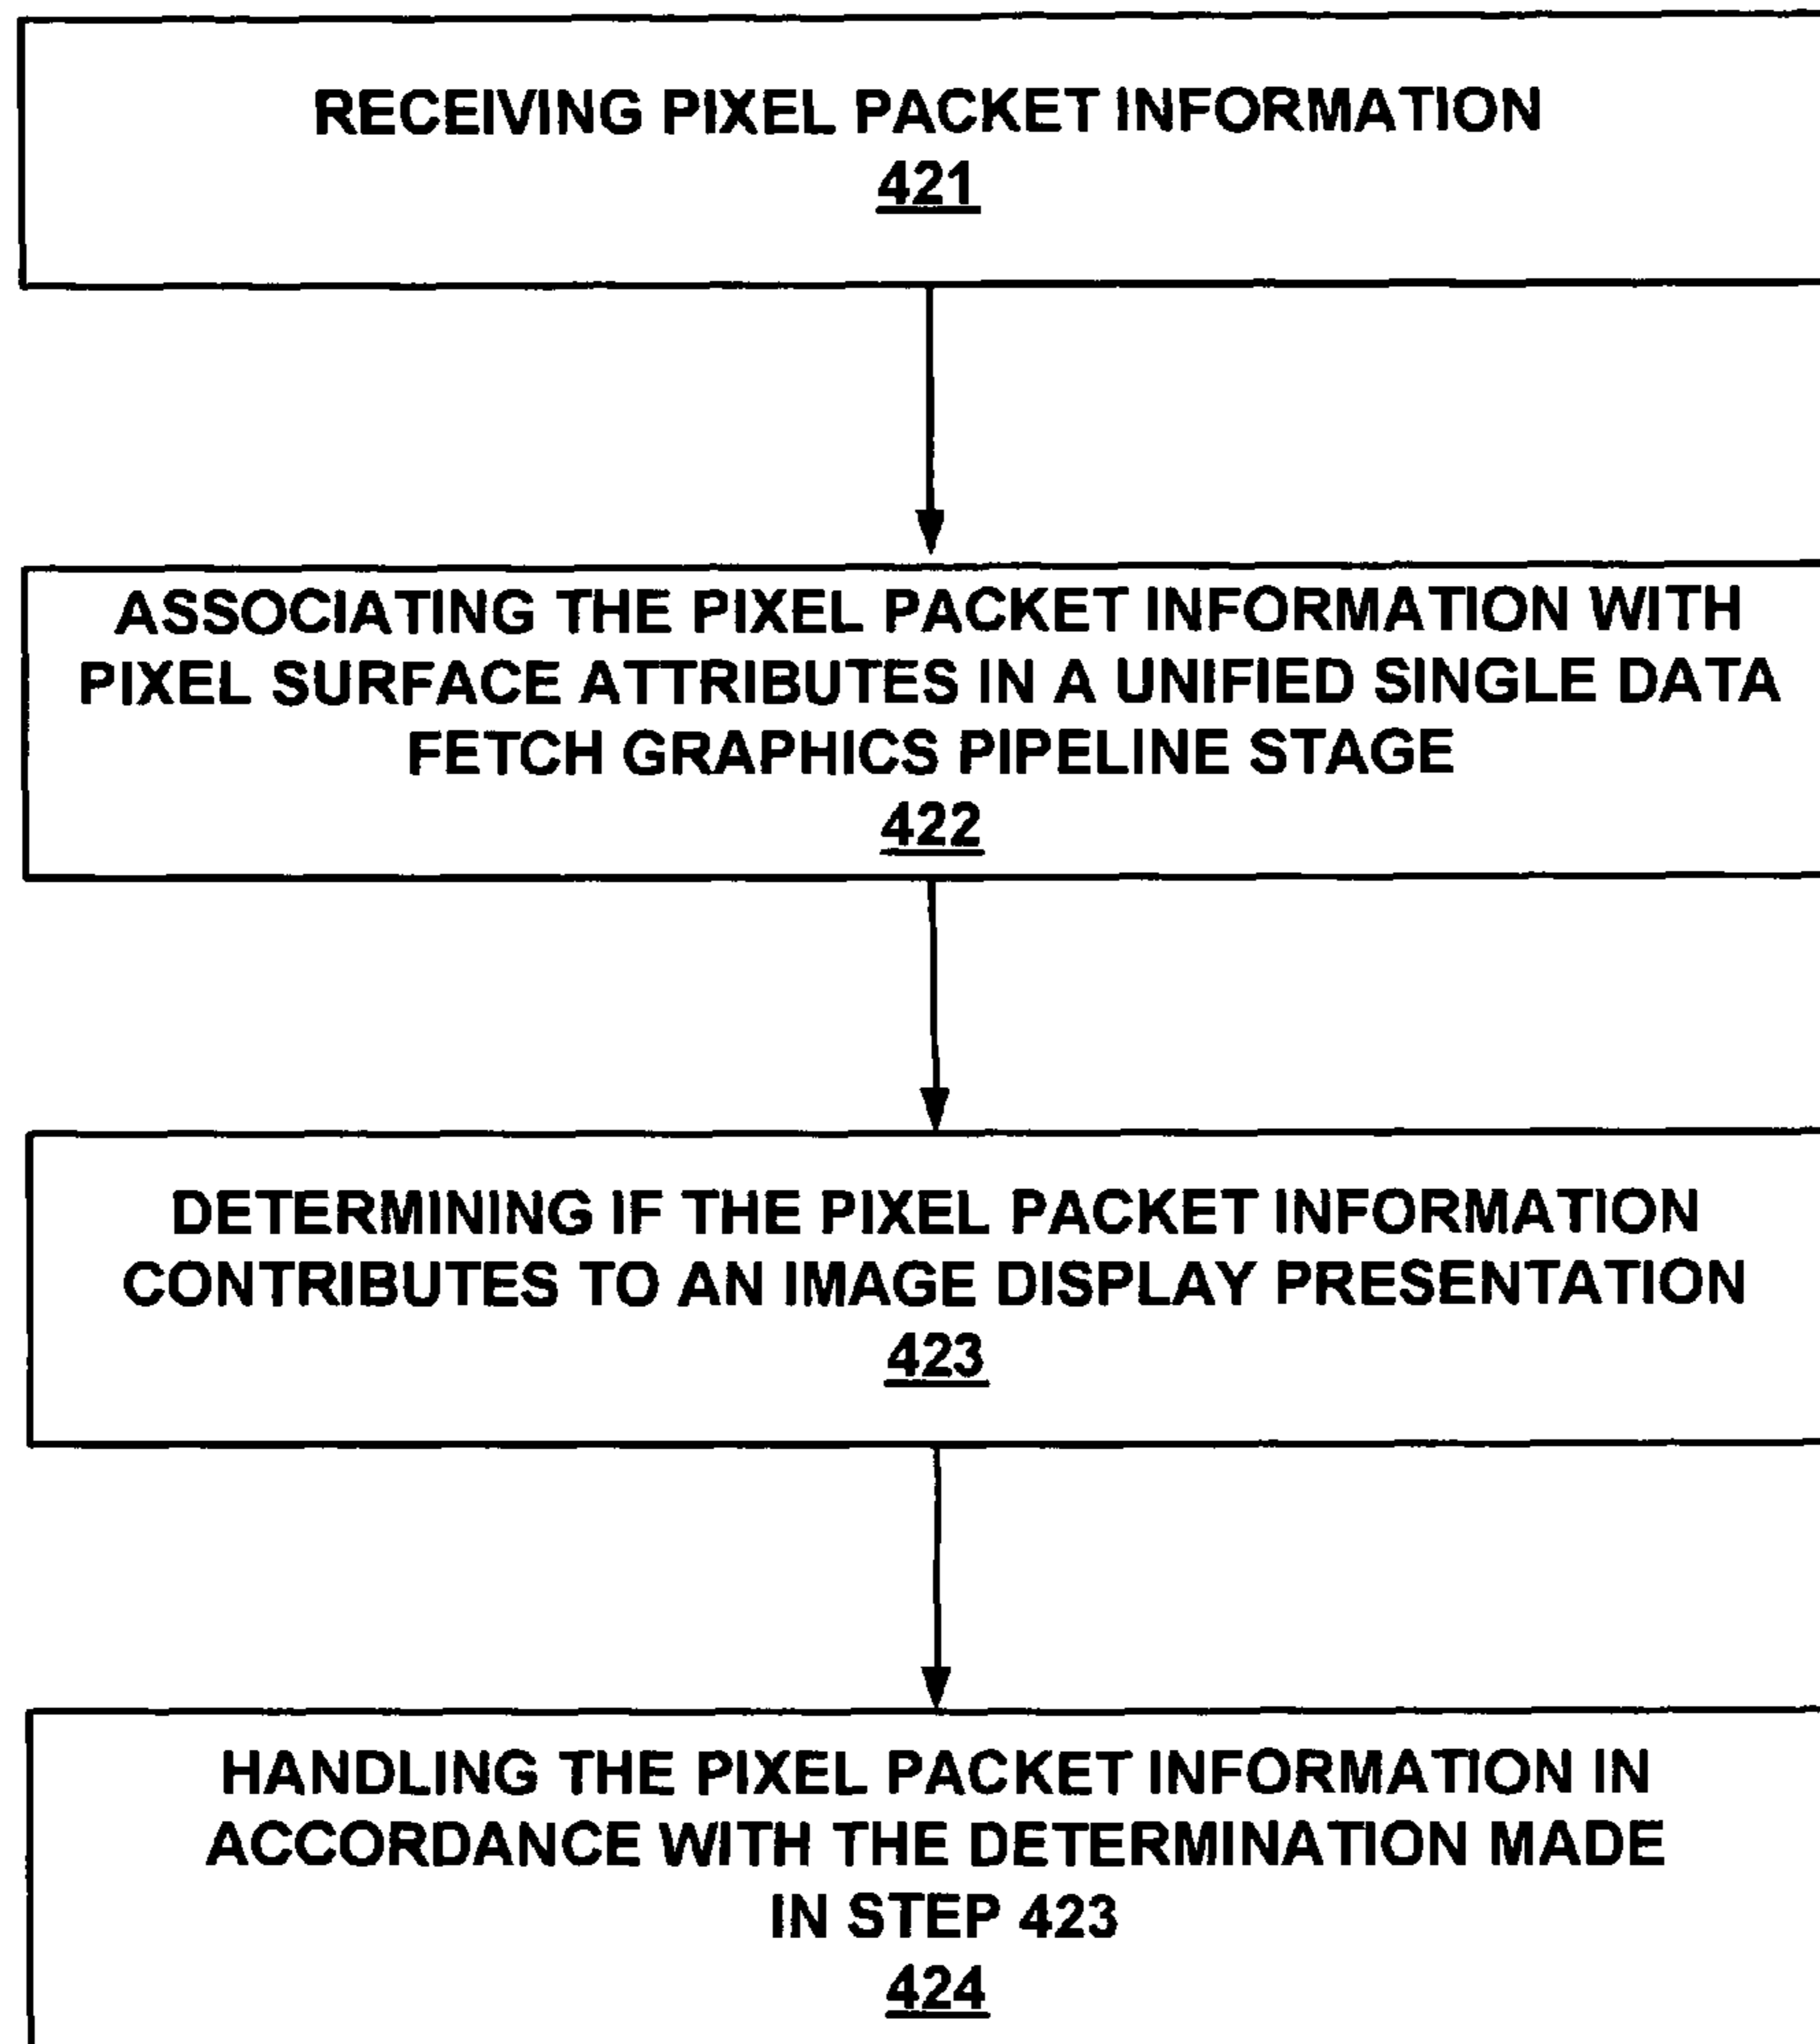 RECEIVING PIXEL PACKET INFORMATION
421
ASSOCIATING THE PIXEL PACKET INFORMATION WITH
PIXEL SURFACE ATTRIBUTES IN A UNIFIED SINGLE DATA
FETCH GRAPHICS PIPELINE STAGE
422
DETERMINING IF THE PIXEL PACKET INFORMATION
CONTRIBUTES TO AN IMAGE DISPLAY PRESENTATION
423
HANDLING THE PIXEL PACKET INFORMATION IN
ACCORDANCE WITH THE DETERMINATION MADE
IN STEP 423
424